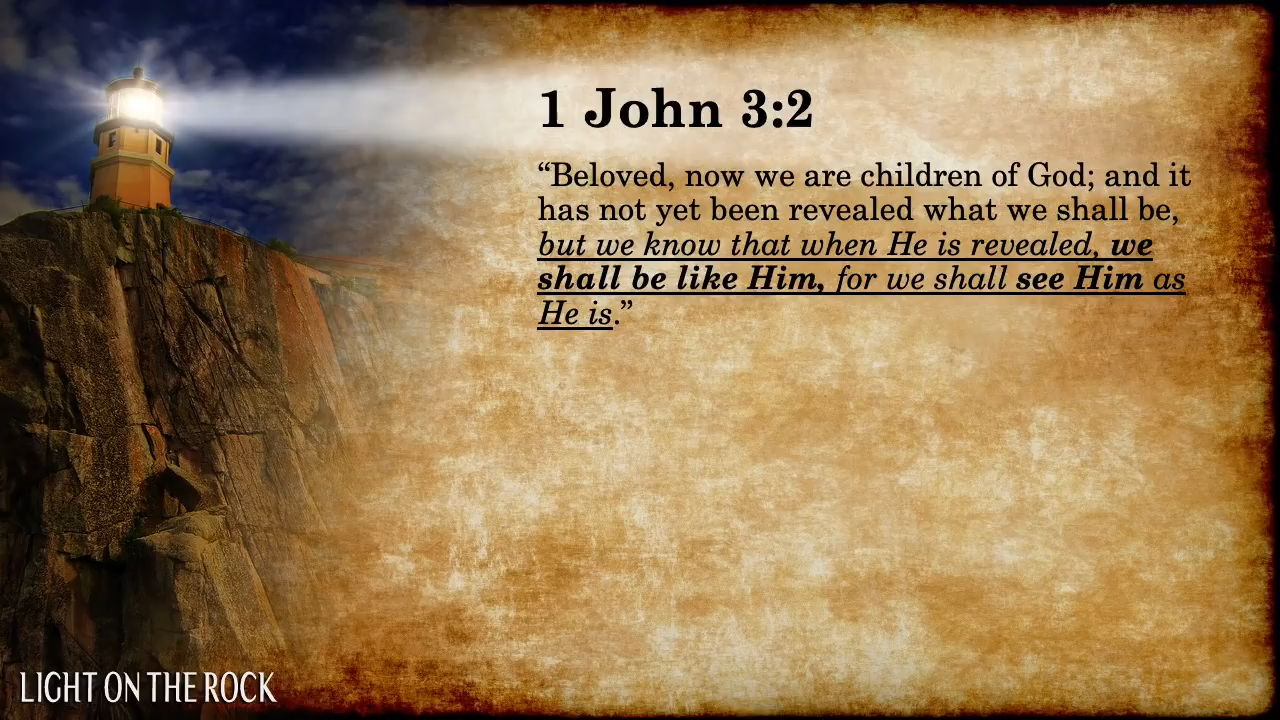 1 John 3:2
“Beloved, now we are children of God; and it
has not yet been revealed what we shall be,
but we know that when He is revealed, we
shall be like Him, for we shall see Him as
He is.”
LIGHT ON THE ROCK